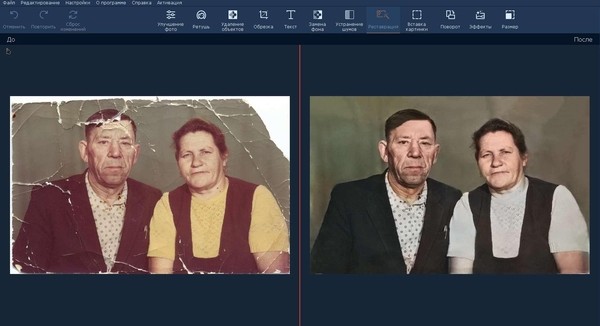 Файл Редактирование Настройки О программе Справка Активация
Отменить Повторить Сброс изменений Улучшение фото Ретушь Удаление объектов Обрезка Текст Замена фона Устранение шумов Реставрация Вставка картинки Поворот Эффекты Размер
До После